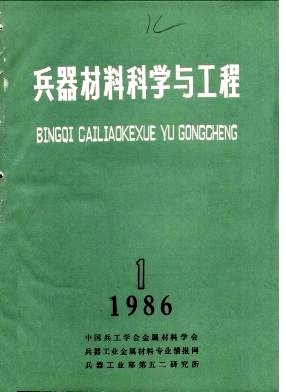 兵器材料科学与工程
BINGQI CAILIAOKEXUE YU GONGCHENG
1
1986
中国兵工学会金属材料学会
兵器工业金属材料专业情报网
兵器工业部第五二研究所